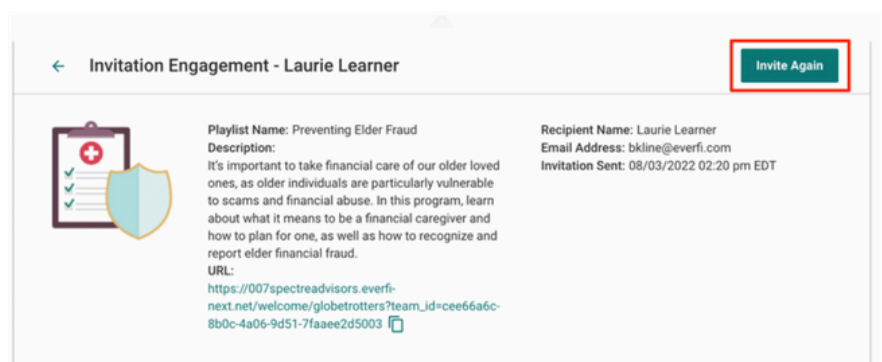 Invitation Engagement - Laurie Learner
Invite Again
Playlist Name: Preventing Elder Fraud
Description:
It's important to take financial care of our older loved
ones, as older individuals are particularly vulnerable
to scams and financial abuse. In this program, learn
about what it means to be a financial caregiver and
how to plan for one, as well as how to recognize and
report elder financial fraud.
URL:
https://007spectreadvisors.everfi-
next.net/welcome/globetrotters?team_id=cee66a6c-
8b0c-4a06-9d51-7faaee2d5003
Recipient Name: Laurie Learner
Email Address: bkline@everfi.com
Invitation Sent: 08/03/2022 02:20 pm EDT